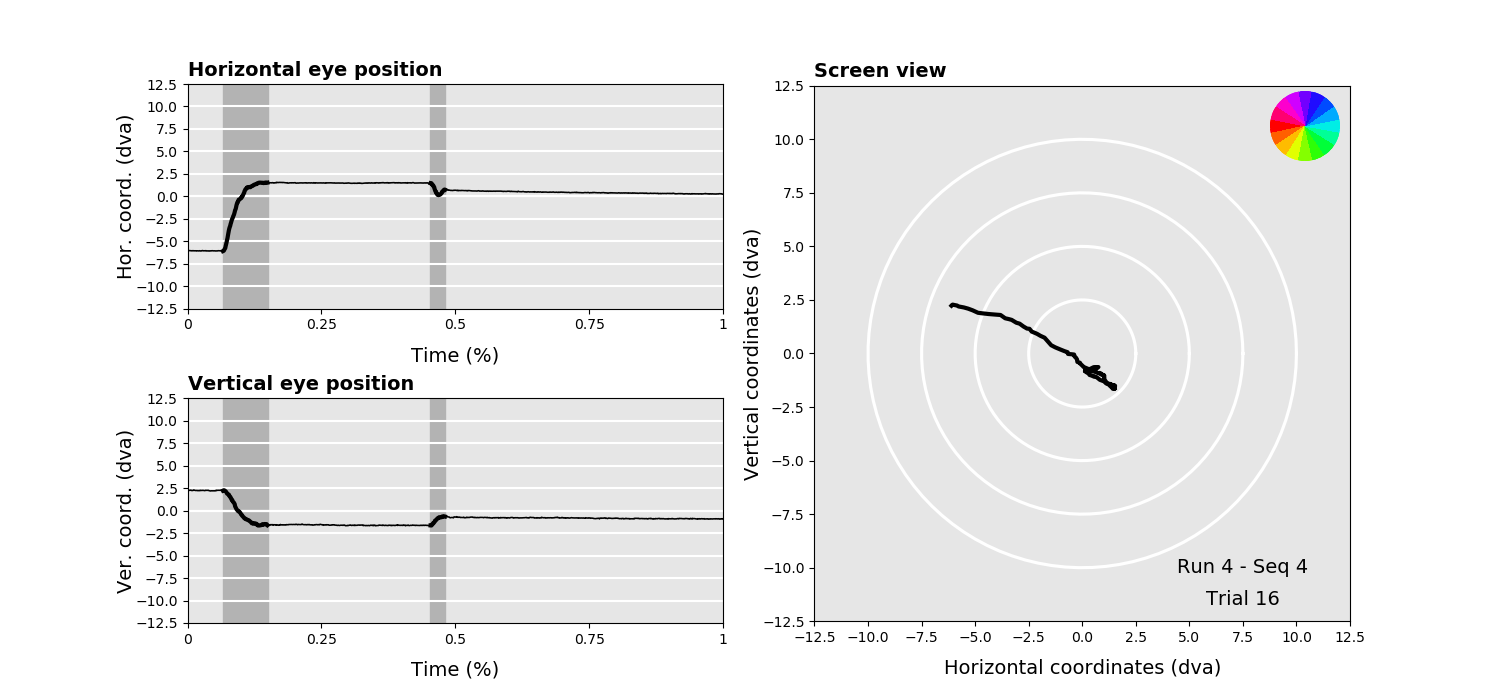 Horizontal eye position
Hor. coord. (dva)
12.5
10.0
7.5
5.0
2.5
0.0
−2.5
−5.0
−7.5
−10.0
−12.5
0 0.25 0.5 0.75 1
Time (%)
Vertical eye position
Ver. coord. (dva)
12.5
10.0
7.5
5.0
2.5
0.0
−2.5
−5.0
−7.5
−10.0
−12.5
0 0.25 0.5 0.75 1
Time (%)
Screen view
Vertical coordinates (dva)
12.5
10.0
7.5
5.0
2.5
0.0
−2.5
−5.0
−7.5
−10.0
−12.5
Run 4 - Seq 4
Trial 16
−12.5 −10.0 −7.5 −5.0 −2.5 0.0 2.5 5.0 7.5 10.0 12.5
Horizontal coordinates (dva)